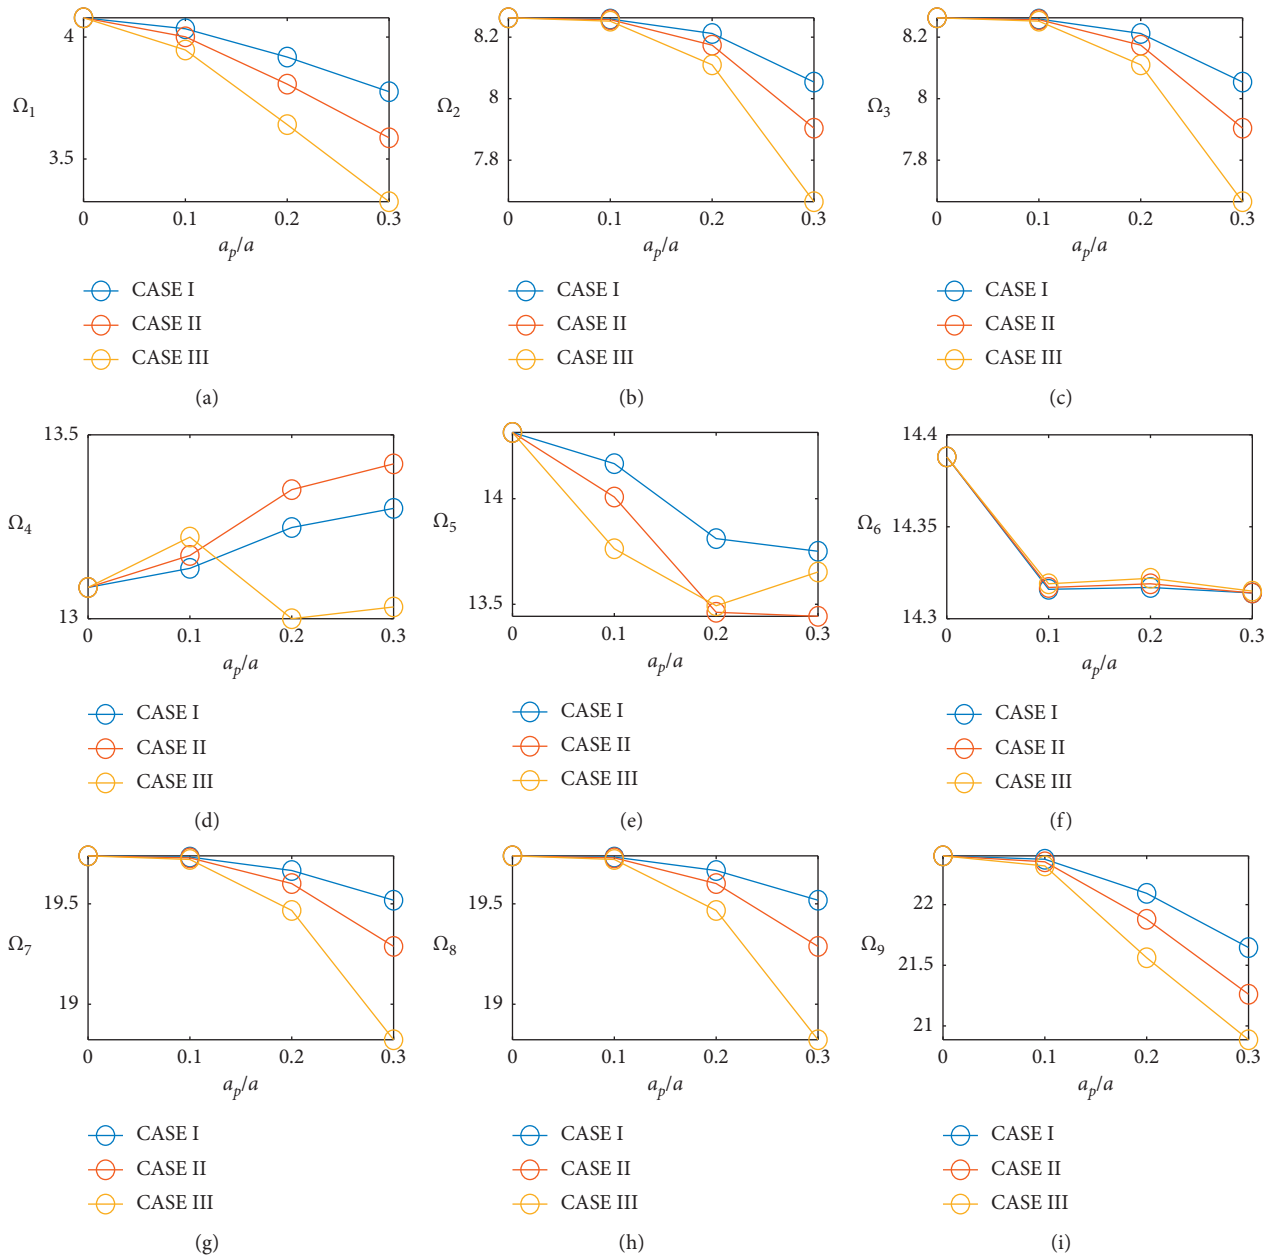 4
3.5
Ω1
0 0.1 0.2 0.3
ap/a
CASE I
CASE II
CASE III
(a)
8.2
8
7.8
Ω2
0 0.1 0.2 0.3
ap/a
CASE I
CASE II
CASE III
(b)
8.2
8
7.8
Ω3
0 0.1 0.2 0.3
ap/a
CASE I
CASE II
CASE III
(c)
13.5
13
Ω4
0 0.1 0.2 0.3
ap/a
CASE I
CASE II
CASE III
(d)
14
13.5
Ω5
0 0.1 0.2 0.3
ap/a
CASE I
CASE II
CASE III
(e)
14.4
14.35
14.3
Ω6
0 0.1 0.2 0.3
ap/a
CASE I
CASE II
CASE III
(f)
19.5
19
Ω7
0 0.1 0.2 0.3
ap/a
CASE I
CASE II
CASE III
(g)
19.5
19
Ω8
0 0.1 0.2 0.3
ap/a
CASE I
CASE II
CASE III
(h)
22
21.5
21
Ω9
0 0.1 0.2 0.3
ap/a
CASE I
CASE II
CASE III
(i)